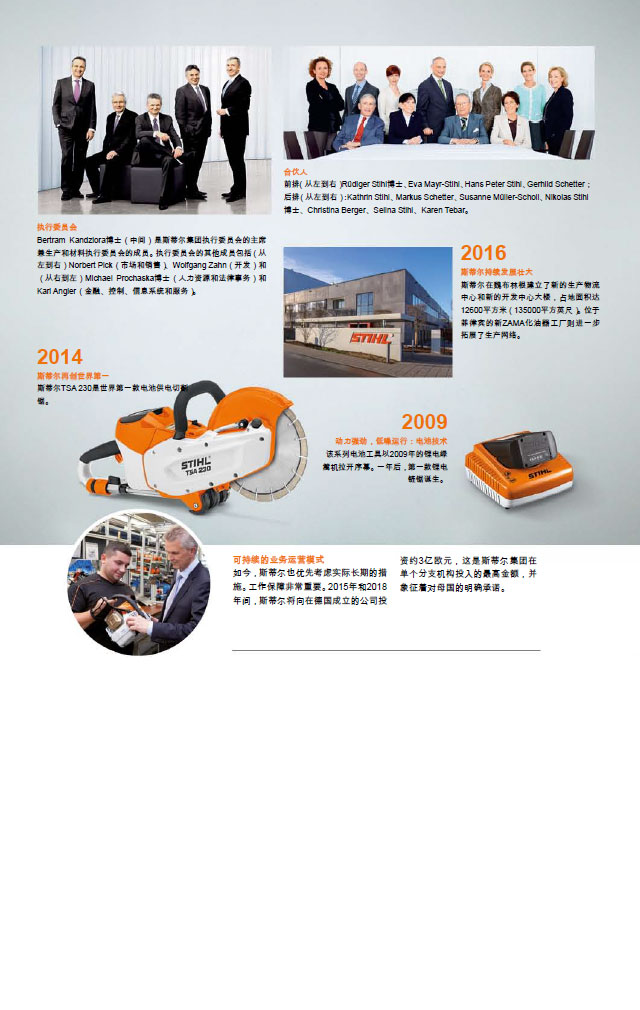 合伙人
前排(从左到右)Rüdiger Stihl博士、Eva Mayr-Stihl、Hans Peter Stihl、Gerhild Schetter；
后排(从左到右):Kathrin Stihl、Markus Schetter、Susanne Müller-Scholl、Nikolas Stihl
博士、Christina Berger、Selina Stihl、Karen Tebar。
执行委员会
Bertram Kandziora博士(中间)是斯蒂尔集团执行委员会的主席
兼生产和材料执行委员会的成员。执行委员会的其他成员包括(从
左到右)Norbert Pick(市场和销售)、Wolfgang Zahn(开发)和
(从右到左)Michael Prochaska博士(人力资源和法律事务)和
Karl Angler(金融、控制、信息系统和服务)。
STIHL
2016
斯蒂尔持续发展壮大
斯蒂尔在魏布林根建立了新的生产物流
中心和新的开发中心大楼，占地面积达
12600平方米(135000平方英尺)。位于
菲律宾的新ZAMA化油器工厂则进一步
拓展了生产网络。
2014
斯蒂尔再创世界第一
斯蒂尔TSA 230是世界第一款电池供电切割
锯。
STIHL
TSA 230
2009
动力强劲，低噪运行：电池技术
该系列电池工具以2009年的锂电绿
篱机拉开序幕。一年后，第一款锂电
链锯诞生。
STIHL
可持续的业务运营模式
如今，斯蒂尔也优先考虑实际长期的措
施。工作保障非常重要。2015年和2018
年间，斯蒂尔将向在德国成立的公司投
资约3亿欧元，这是斯蒂尔集团在
单个分支机构投入的最高金额，并
象征着对母国的明确承诺。